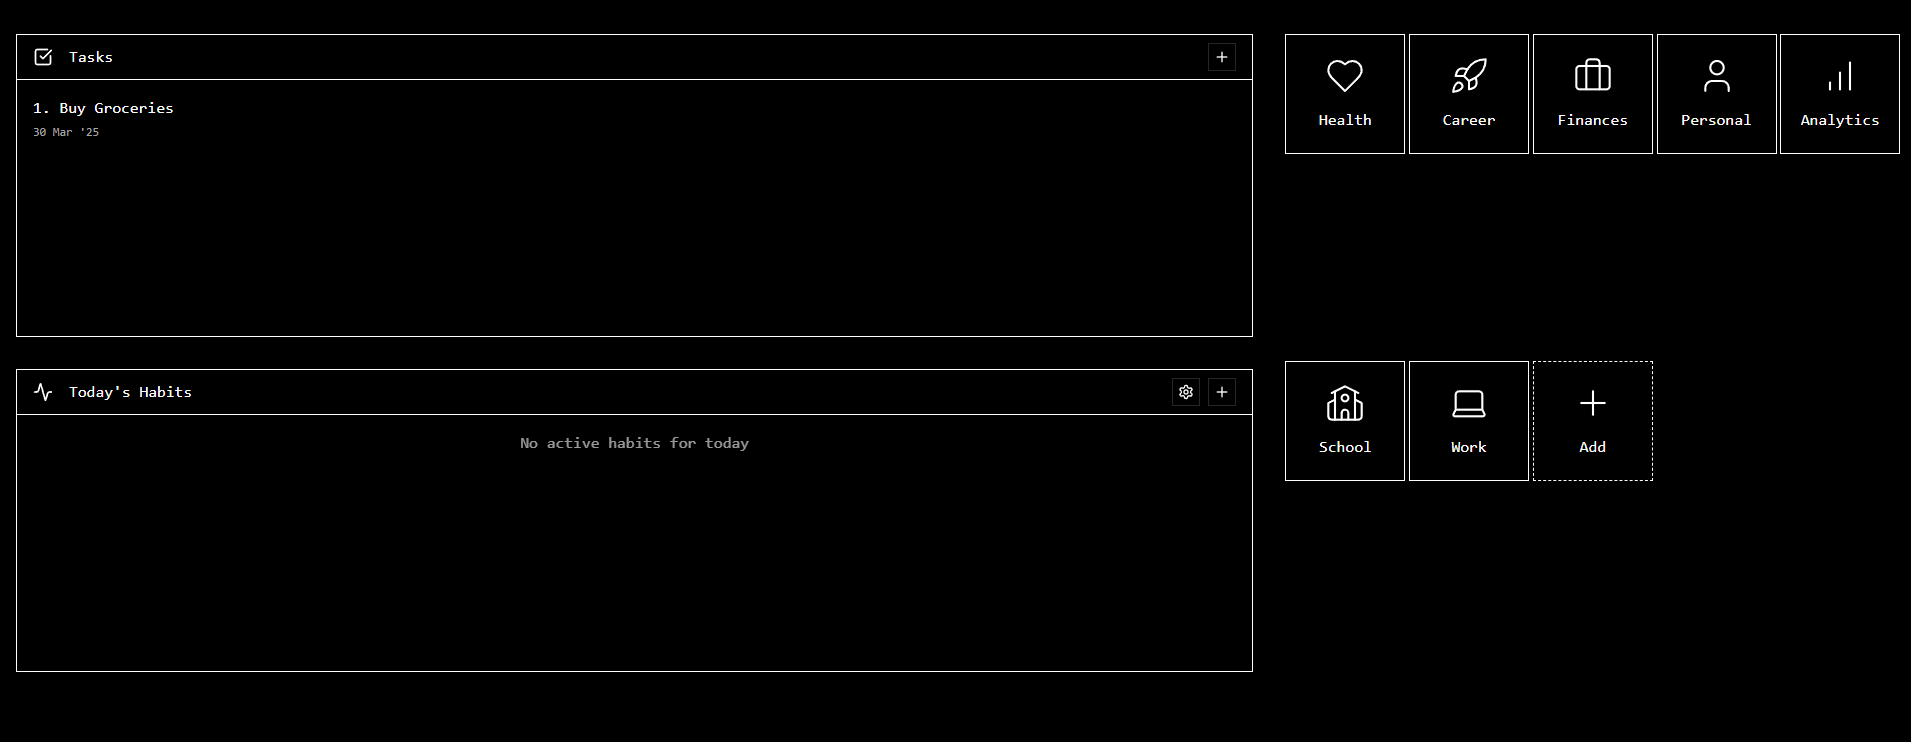 Tasks
1. Buy Groceries
30 Mar '25
Health
Career
Finances
Personal
Analytics
Today's Habits
No active habits for today
School
Work
Add